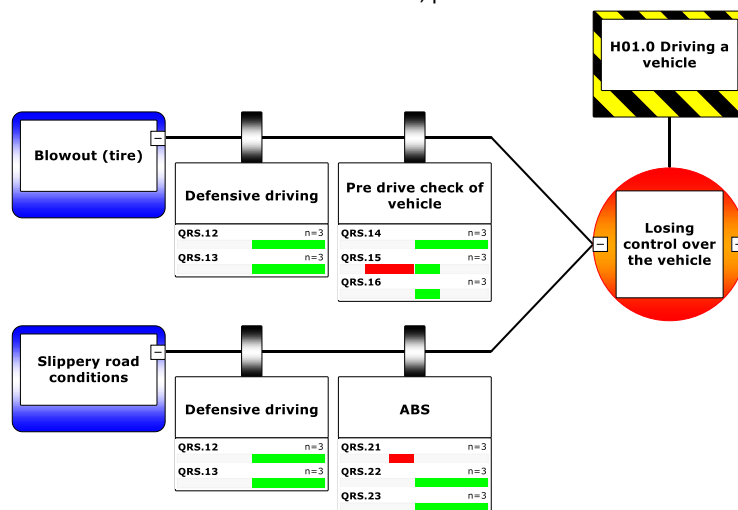 H01.0 Driving a
vehicle
Blowout (tire)
Defensive driving
QRS.12 n=3
QRS.13 n=3
Pre drive check of
vehicle
QRS.14 n=3
QRS.15 n=3
QRS.16 n=3
Losing
control over
the vehicle
Slippery road
conditions
Defensive driving
QRS.12 n=3
QRS.13 n=3
ABS
QRS.21 n=3
QRS.22 n=3
QRS.23 n=3